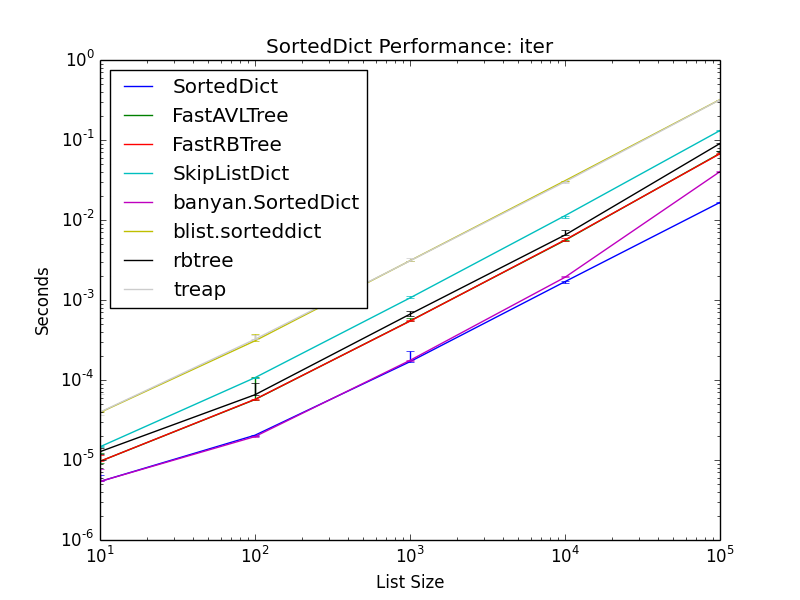 SortedDict Performance: iter
10^0
10^-1
10^-2
10^-3
10^-4
10^-5
10^-6
Seconds
SortedDict
FastAVLTree
FastRBTree
SkipListDict
banyan.SortedDict
blist.sorteddict
rbtree
treap
10^1
10^2
10^3
10^4
10^5
List Size